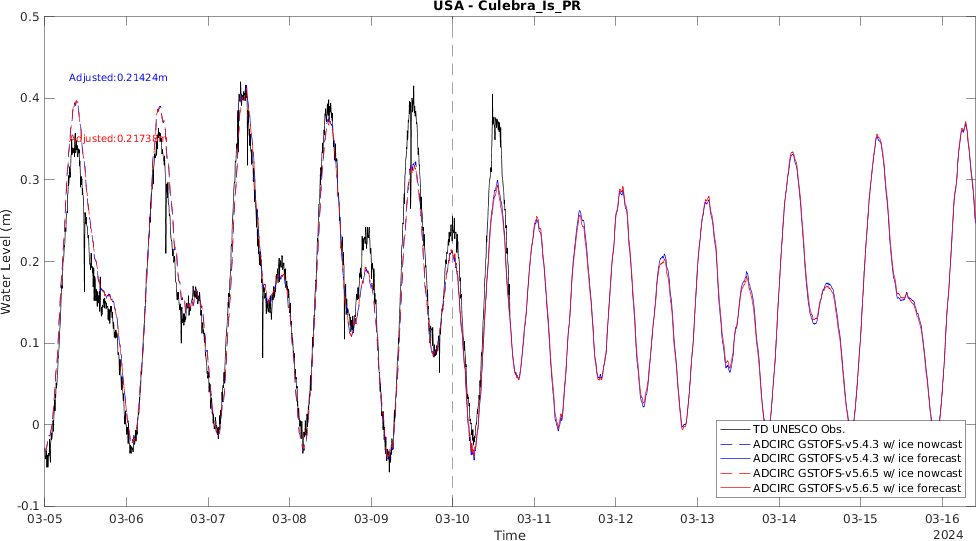 USA - Culebra_Is_PR
0.5
0.4
0.3
0.2
0.1
0
-0.1
Water Level (m)
Adjusted:0.21424m
Adjusted:0.21738m
TD UNESCO Obs.
ADCIRC GSTOFS-v5.4.3 w/ ice nowcast
ADCIRC GSTOFS-v5.4.3 w/ ice forecast
ADCIRC GSTOFS-v5.6.5 w/ ice nowcast
ADCIRC GSTOFS-v5.6.5 w/ ice forecast
03-05 03-06 03-07 03-08 03-09 03-10 03-11 03-12 03-13 03-14 03-15 03-16
Time
2024